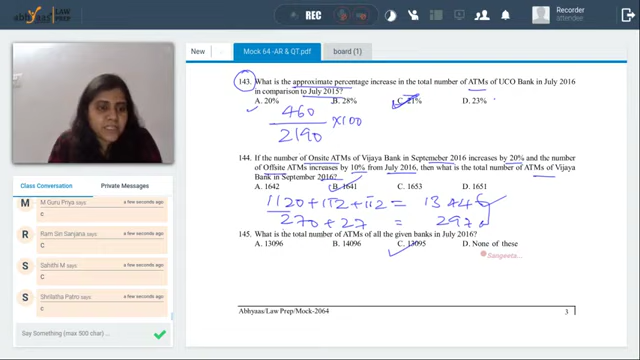 abhyaas LAW PREP
REC
Recorder
attendee
New
Mock 64 -AR & QT.pdf
board (1)
143. What is the approximate percentage increase in the total number of ATMs of UCO Bank in July 2016
in comparison to July 2015?
A. 20% B. 28% C. 21% D. 23%
460
2190 ×100
144. If the number of Onsite ATMs of Vijaya Bank in Septemeber 2016 increases by 20% and the number
of Offsite ATMs increases by 10% from July 2016, then what is the total number of ATMs of Vijaya
Bank in September 2016?
A. 1642 B. 1641 C. 1653 D. 1651
1120 + 112 + 112 = 1344
270 + 27 = 297
145. What is the total number of ATMs of all the given banks in July 2016?
A. 13096 B. 14096 C. 13095 D. None of these
Sangeeta
Abhyaas/Law Prep/Mock-2064 3
Class Conversation
M M Guru Priya says a few seconds ago
c
R Ram Siri Sanjana says a few seconds ago
C
S Sahithi M says a few seconds ago
C
S Shrilatha Patro says a few seconds ago
c
Say Something (max 500 char)